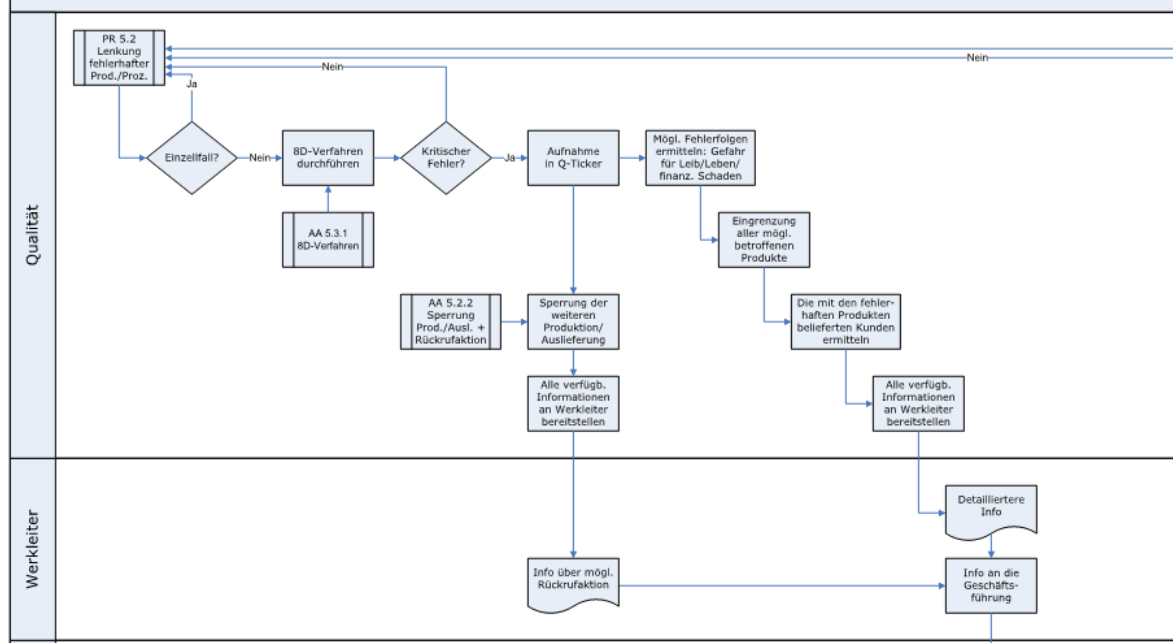 PR 5.2
Lenkung
fehlerhafter
Prod./Proz.
Nein
Nein
Ja
Einzellfall?
Nein
8D-Verfahren
durchführen
Kritischer
Fehler?
Ja
Aufnahme
in Q-Ticker
Mögl. Fehlerfolgen
ermitteln: Gefahr
für Leib/Leben/
finanz. Schaden
AA 5.3.1
8D-Verfahren
Eingrenzung
aller mögl.
betroffenen
Produkte
Qualität
AA 5.2.2
Sperrung
Prod./Ausl. +
Rückrufaktion
Sperrung der
weiteren
Produktion/
Auslieferung
Die mit den fehler-
haften Produkten
belieferten Kunden
ermitteln
Alle verfügb.
Informationen
an Werkleiter
bereitstellen
Alle verfügb.
Informationen
an Werkleiter
bereitstellen
Werkleiter
Detailliertere
Info
Info über mögl.
Rückrufaktion
Info an die
Geschäfts-
führung